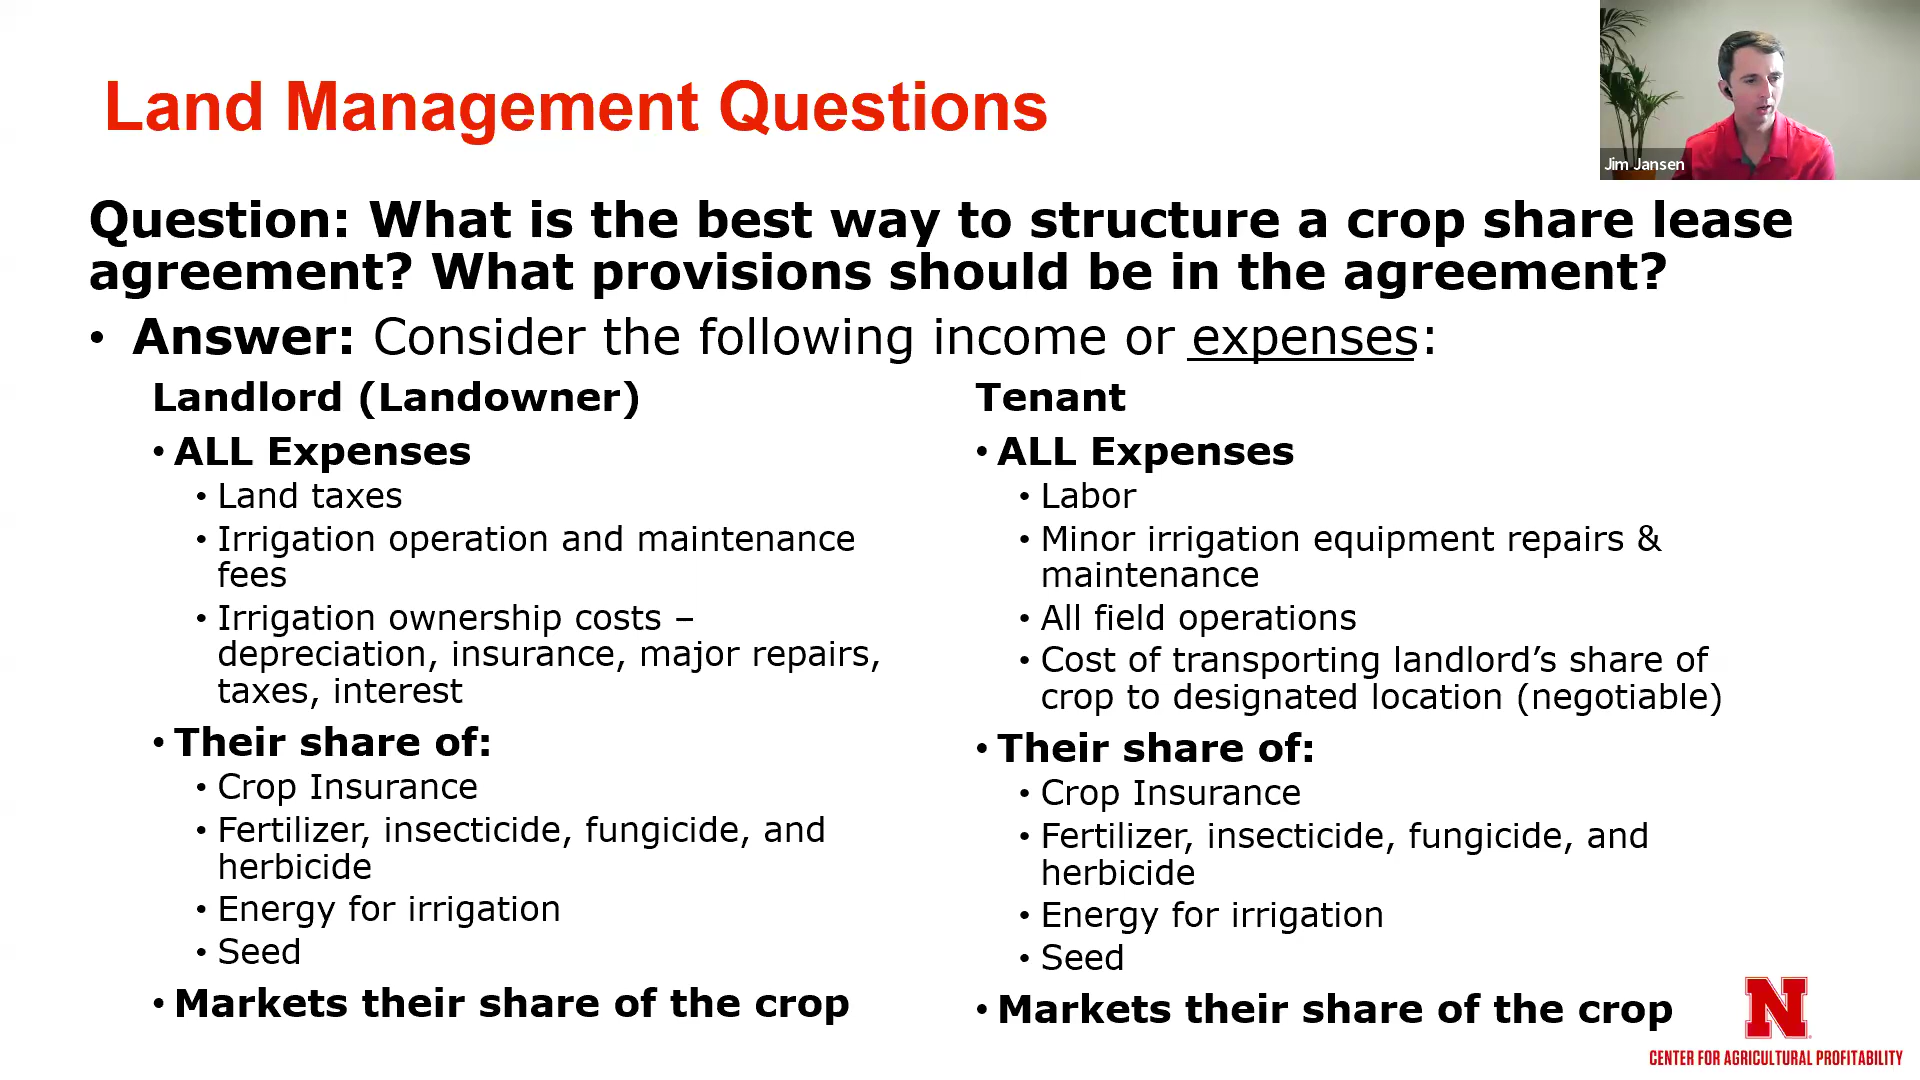 Land Management Questions
Jim Jansen
Question: What is the best way to structure a crop share lease
agreement? What provisions should be in the agreement?
• Answer: Consider the following income or expenses:
Landlord (Landowner)
• ALL Expenses
• Land taxes
• Irrigation operation and maintenance
fees
• Irrigation ownership costs –
depreciation, insurance, major repairs,
taxes, interest
• Their share of:
• Crop Insurance
• Fertilizer, insecticide, fungicide, and
herbicide
• Energy for irrigation
• Seed
• Markets their share of the crop
Tenant
• ALL Expenses
• Labor
• Minor irrigation equipment repairs &
maintenance
• All field operations
• Cost of transporting landlord’s share of
crop to designated location (negotiable)
• Their share of:
• Crop Insurance
• Fertilizer, insecticide, fungicide, and
herbicide
• Energy for irrigation
• Seed
• Markets their share of the crop
N
CENTER FOR AGRICULTURAL PROFITABILITY